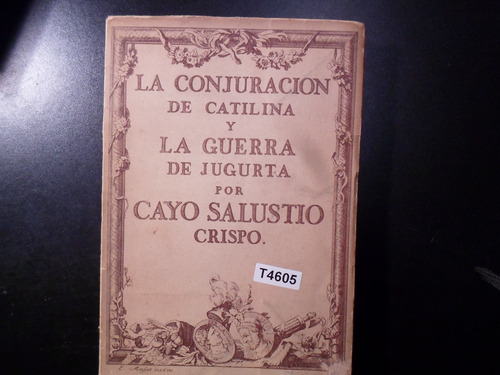 LA CONJURACION
DE CATILINA
Y
LA GUERRA
DE JUGURTA
POR
CAYO SALUSTIO
CRISPO.
T4605